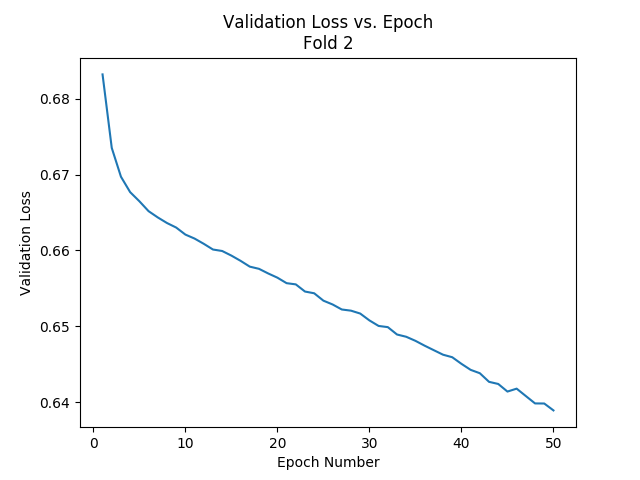 Validation Loss vs. Epoch
Fold 2
0.68
0.67
0.66
0.65
0.64
Validation Loss
0 10 20 30 40 50
Epoch Number